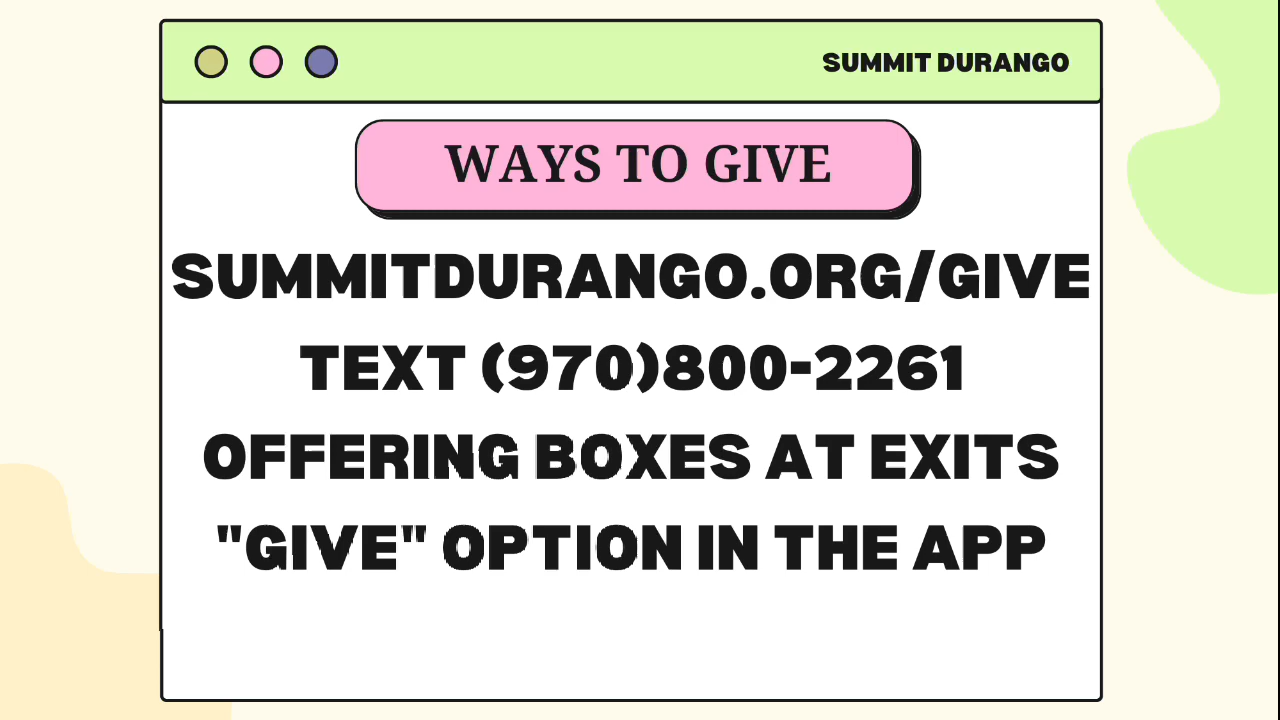 SUMMIT DURANGO
WAYS TO GIVE
SUMMITDURANGO.ORG/GIVE
TEXT (970)800-2261
OFFERING BOXES AT EXITS
"GIVE" OPTION IN THE APP